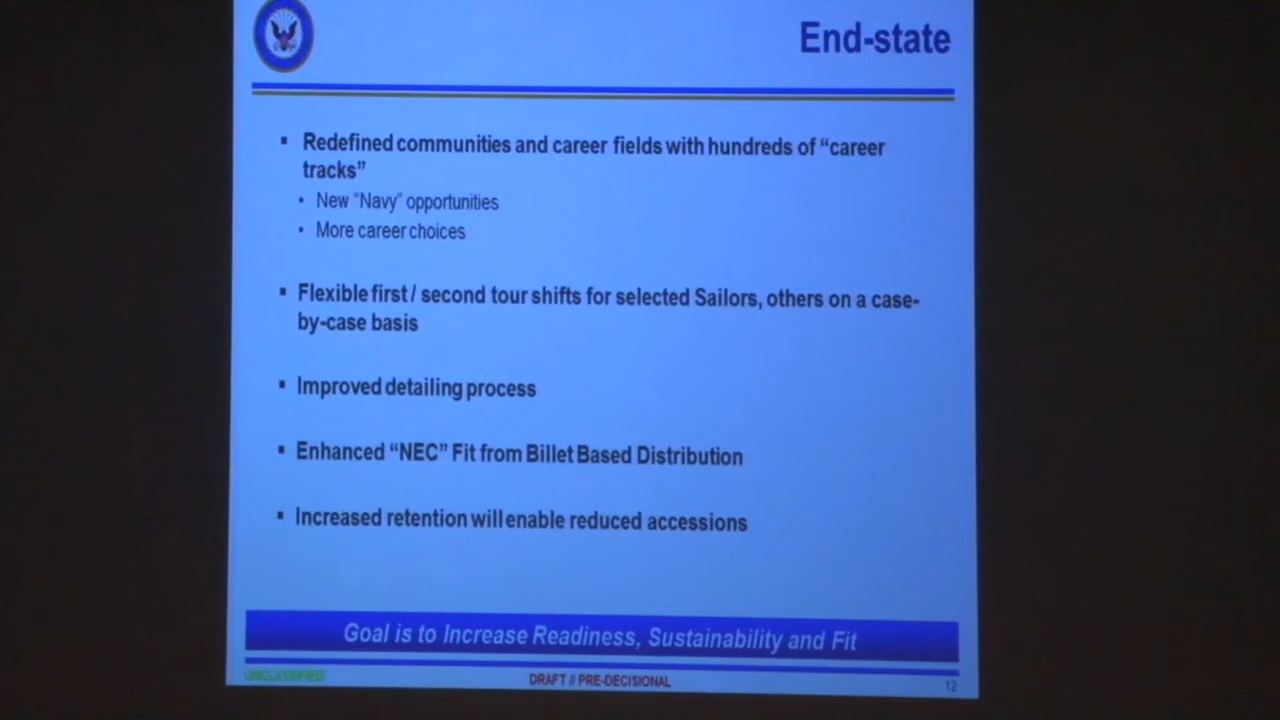 End-state
▪ Redefined communities and career fields with hundreds of “career
tracks”
• New “Navy” opportunities
• More career choices
▪ Flexible first / second tour shifts for selected Sailors, others on a case-
by-case basis
▪ Improved detailing process
▪ Enhanced “NEC” Fit from Billet Based Distribution
▪ Increased retention will enable reduced accessions
Goal is to Increase Readiness, Sustainability and Fit
UNCLASSIFIED
DRAFT // PRE-DECISIONAL
12